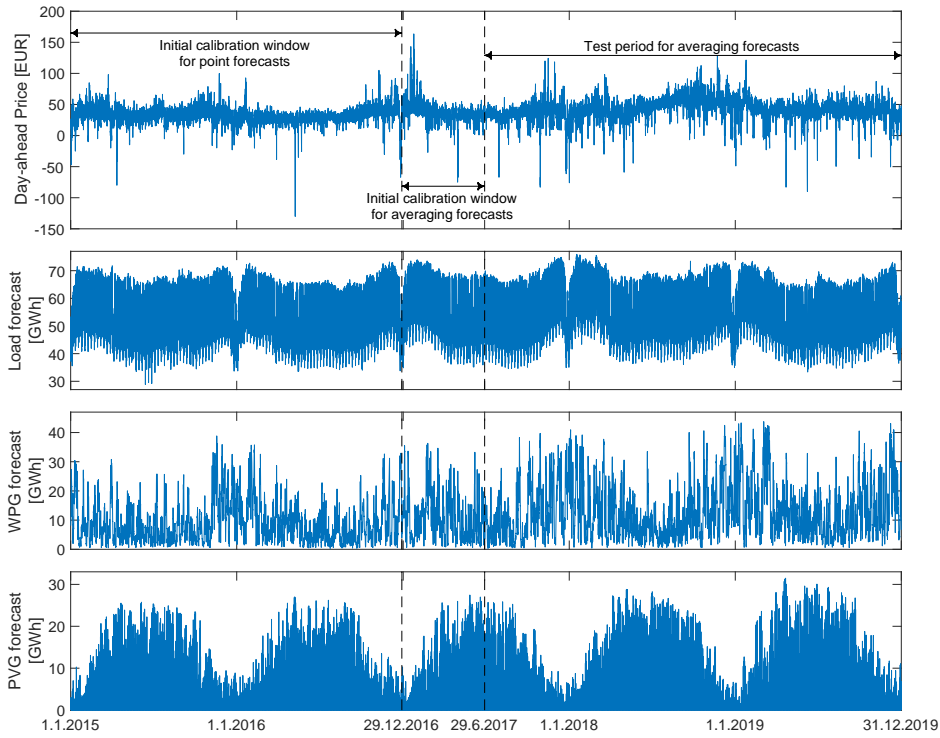 200
150
100
50
0
-50
-100
-150
Day-ahead Price [EUR]
Initial calibration window
for point forecasts
Test period for averaging forecasts
Initial calibration window
for averaging forecasts
70
60
50
40
30
Load forecast
[GWh]
40
30
20
10
0
WPG forecast
[GWh]
30
20
10
0
PVG forecast
[GWh]
1.1.2015
1.1.2016
29.12.2016
29.6.2017
1.1.2018
1.1.2019
31.12.2019